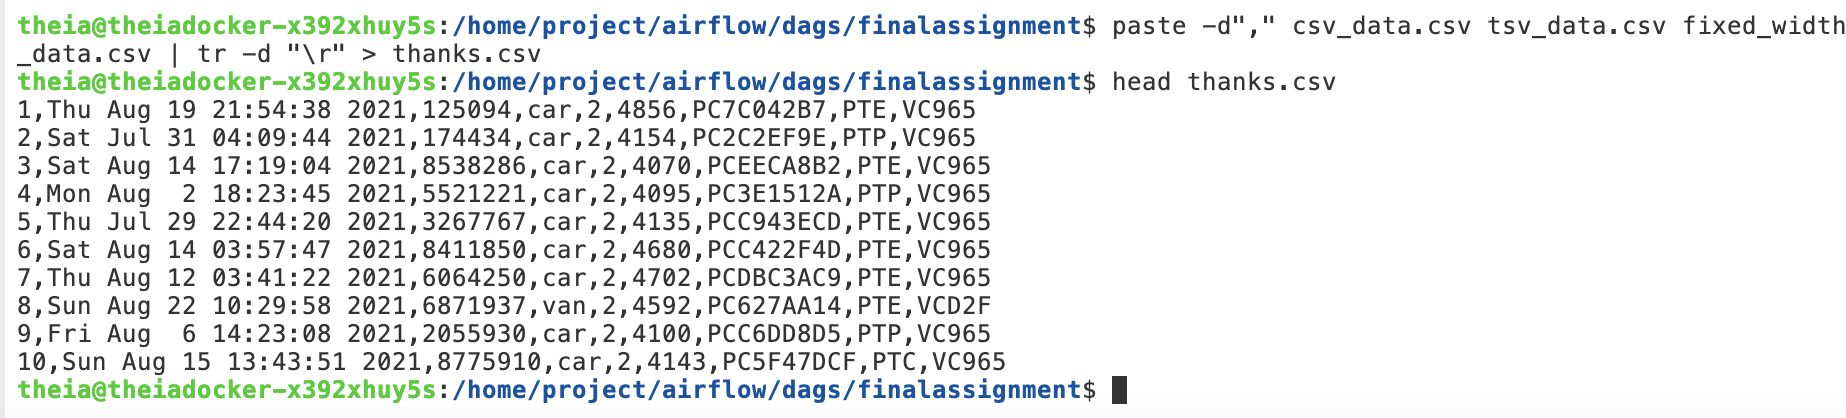 theia@theiadocker-x392xhuy5s:/home/project/airflow/dags/finalassignment$ paste -d"," csv_data.csv tsv_data.csv fixed_width
_data.csv | tr -d "\r" > thanks.csv
theia@theiadocker-x392xhuy5s:/home/project/airflow/dags/finalassignment$ head thanks.csv
1,Thu Aug 19 21:54:38 2021,125094,car,2,4856,PC7C042B7,PTE,VC965
2,Sat Jul 31 04:09:44 2021,174434,car,2,4154,PC2C2EF9E,PTP,VC965
3,Sat Aug 14 17:19:04 2021,8538286,car,2,4070,PCEECA8B2,PTE,VC965
4,Mon Aug  2 18:23:45 2021,5521221,car,2,4095,PC3E1512A,PTP,VC965
5,Thu Jul 29 22:44:20 2021,3267767,car,2,4135,PCC943ECD,PTE,VC965
6,Sat Aug 14 03:57:47 2021,8411850,car,2,4680,PCC422F4D,PTE,VC965
7,Thu Aug 12 03:41:22 2021,6064250,car,2,4702,PCDBC3AC9,PTE,VC965
8,Sun Aug 22 10:29:58 2021,6871937,van,2,4592,PC627AA14,PTE,VCD2F
9,Fri Aug  6 14:23:08 2021,2055930,car,2,4100,PCC6DD8D5,PTP,VC965
10,Sun Aug 15 13:43:51 2021,8775910,car,2,4143,PC5F47DCF,PTC,VC965
theia@theiadocker-x392xhuy5s:/home/project/airflow/dags/finalassignment$